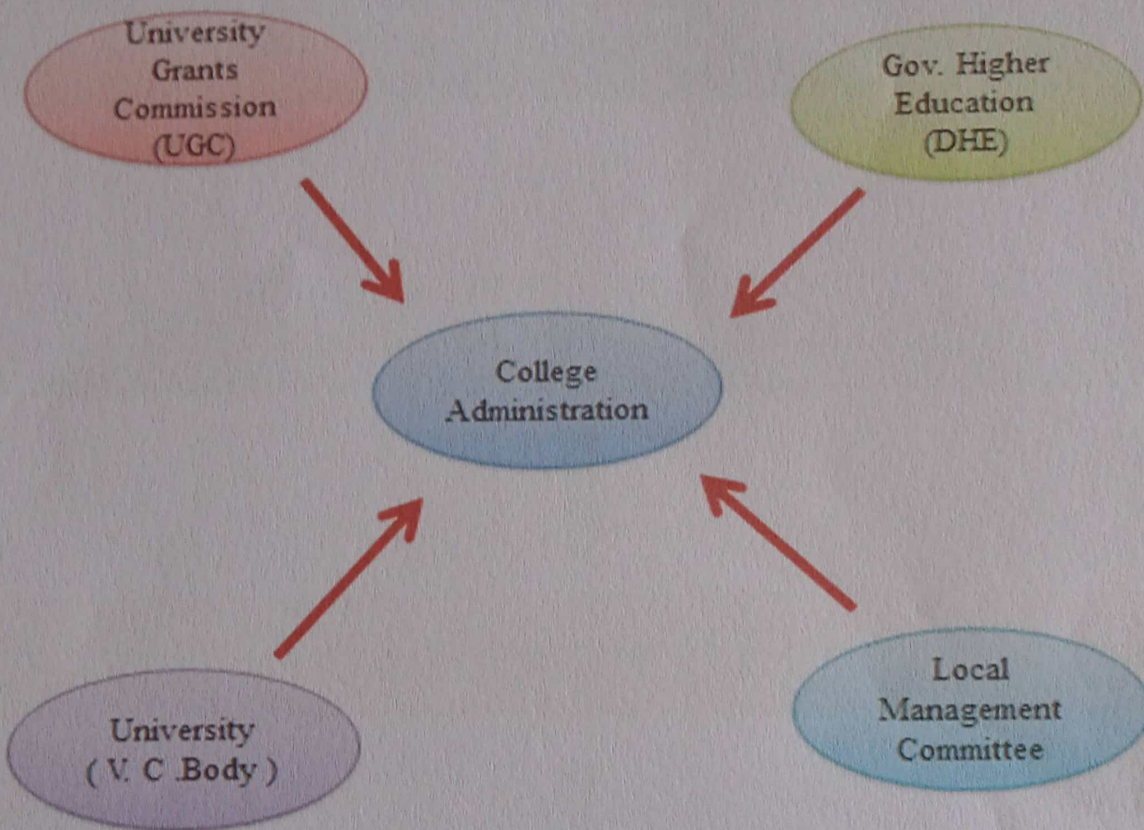 University
Grants
Commission
(UGC)
Gov. Higher
Education
(DHE)
College
Administration
University
( V. C .Body )
Local
Management
Committee